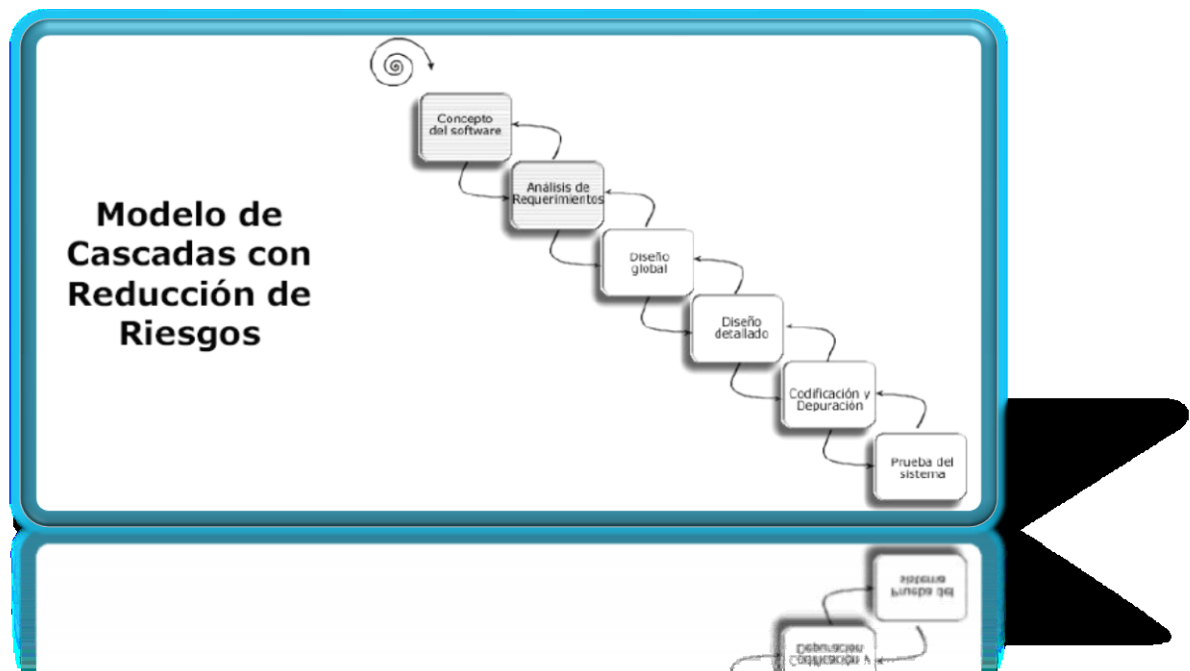 Modelo de
Cascadas con
Reducción de
Riesgos
Concepto
del software
Análisis de
Requerimientos
Diseño
global
Diseño
detallado
Codificación y
Depuración
Prueba del
sistema